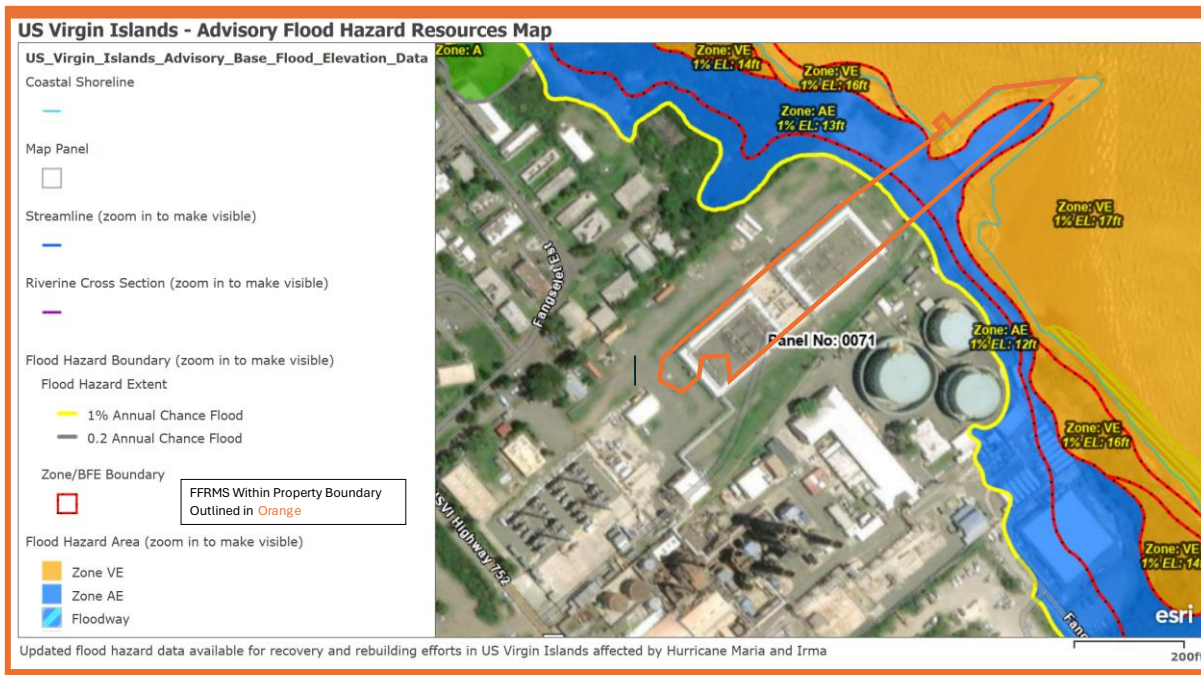 US Virgin Islands - Advisory Flood Hazard Resources Map
US_Virgin_Islands_Advisory_Base_Flood_Elevation_Data
Coastal Shoreline
Map Panel
Streamline (zoom in to make visible)
Riverine Cross Section (zoom in to make visible)
Flood Hazard Boundary (zoom in to make visible)
Flood Hazard Extent
1% Annual Chance Flood
0.2 Annual Chance Flood
Zone/BFE Boundary
FFRMS Within Property Boundary
Outlined in Orange
Flood Hazard Area (zoom in to make visible)
Zone VE
Zone AE
Floodway
Zone: A
Zone: VE
1% EL: 14ft
Zone: VE
1% EL: 16ft
Zone: AE
1% EL: 13ft
Zone: VE
1% EL: 17ft
Fangselet Est
Panel No: 0071
Zone: AE
1% EL: 12ft
Zone: VE
1% EL: 16ft
USVI Highway 752
Zone: VE
1% EL: 14ft
Fang
esri
Updated flood hazard data available for recovery and rebuilding efforts in US Virgin Islands affected by Hurricane Maria and Irma
200ft